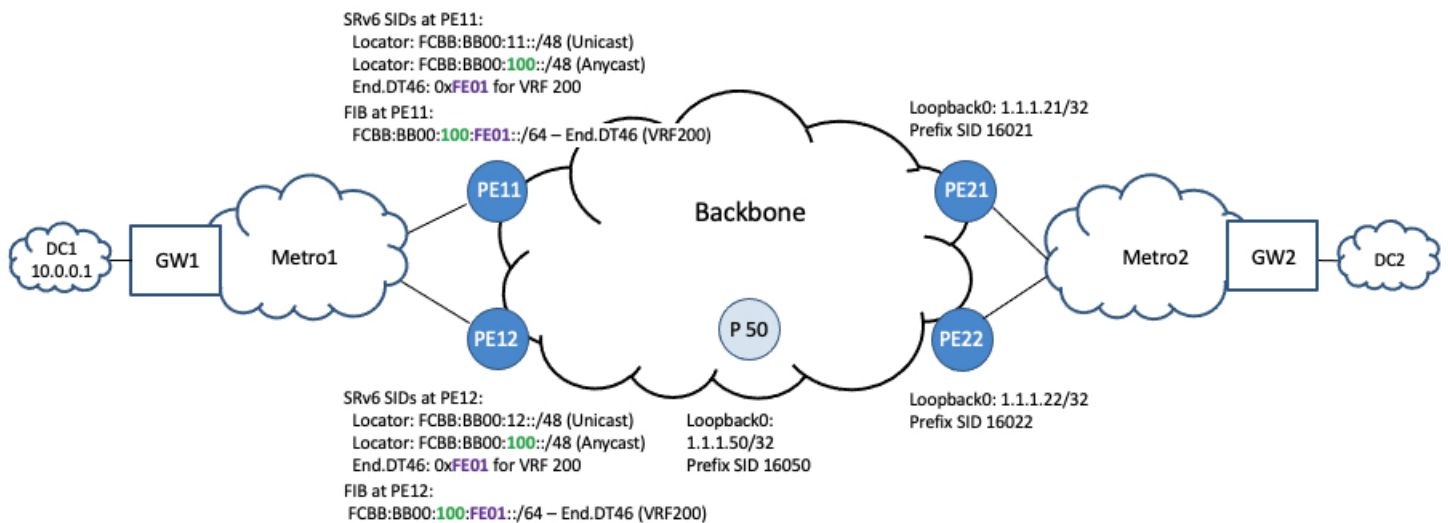 SRv6 SIDs at PE11:
Locator: FCBB:BB00:11::/48 (Unicast)
Locator: FCBB:BB00:100::/48 (Anycast)
End.DT46: 0xFE01 for VRF 200
FIB at PE11:
FCBB:BB00:100:FE01::/64 – End.DT46 (VRF200)
Loopback0: 1.1.1.21/32
Prefix SID 16021
PE11
PE21
Backbone
DC1
10.0.0.1
GW1
Metro1
Metro2
GW2
DC2
PE12
P 50
PE22
SRv6 SIDs at PE12:
Locator: FCBB:BB00:12::/48 (Unicast)
Locator: FCBB:BB00:100::/48 (Anycast)
End.DT46: 0xFE01 for VRF 200
FIB at PE12:
FCBB:BB00:100:FE01::/64 – End.DT46 (VRF200)
Loopback0:
1.1.1.50/32
Prefix SID 16050
Loopback0: 1.1.1.22/32
Prefix SID 16022